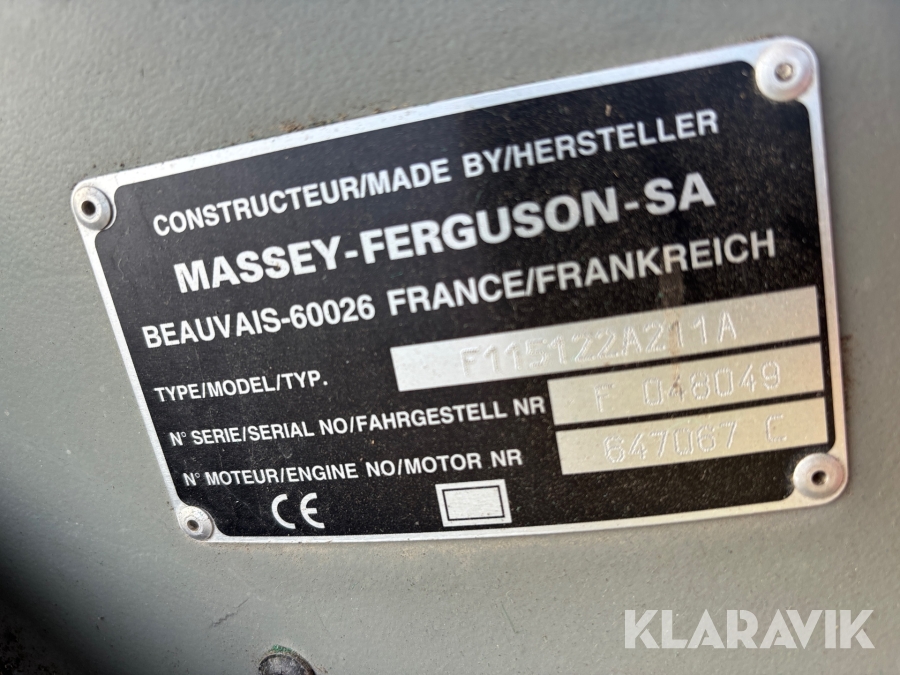 CONSTRUCTEUR/MADE BY/HERSTELLER
MASSEY-FERGUSON-SA
BEAUVAIS-60026 FRANCE/FRANKREICH
TYPE/MODEL/TYP. F115122A211A
N° SERIE/SERIAL NO/FAHRGESTELL NR F 048049
N° MOTEUR/ENGINE NO/MOTOR NR 647067 C
CE
KLARAVIK